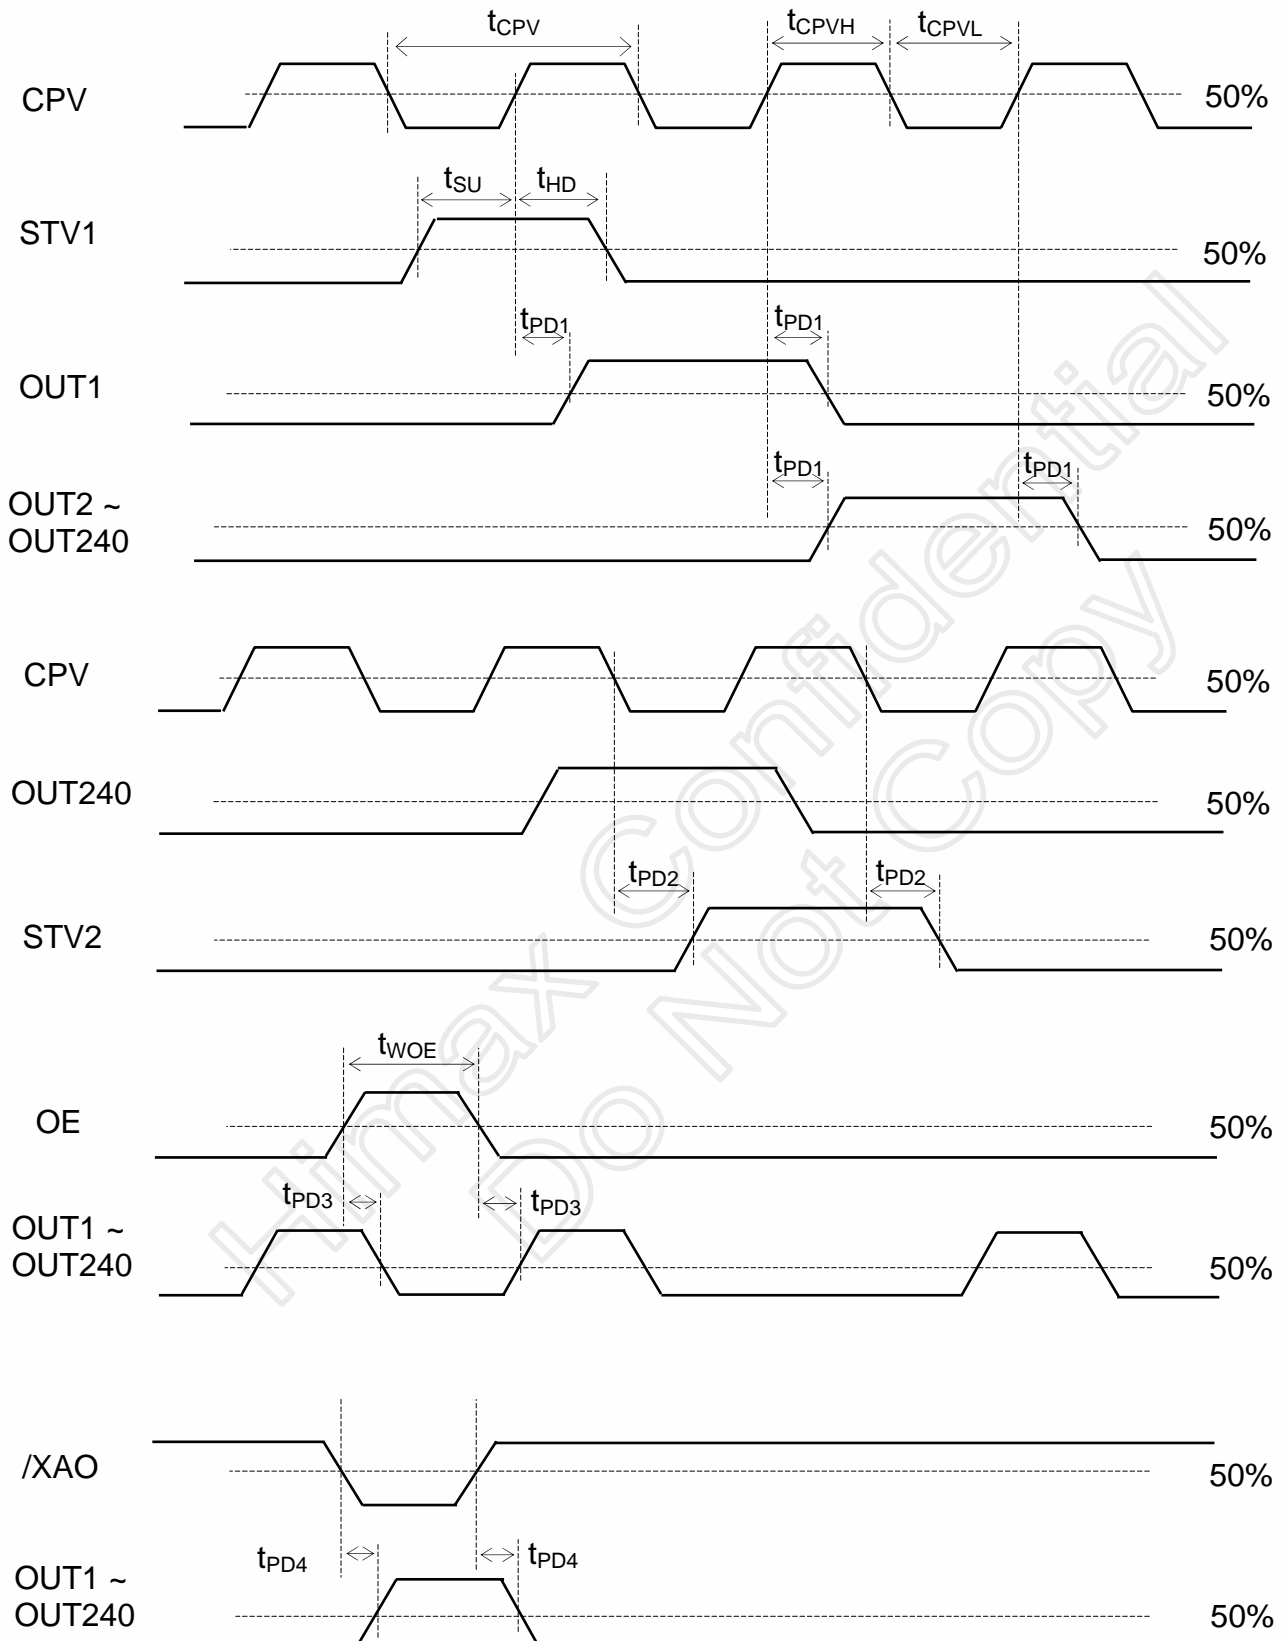 tCPV
tCPVH
tCPVL
CPV
50%
tSU
tHD
STV1
50%
tPD1
tPD1
OUT1
50%
tPD1
tPD1
OUT2 ~
OUT240
50%
CPV
50%
OUT240
50%
tPD2
tPD2
STV2
50%
tWOE
OE
50%
tPD3
tPD3
OUT1 ~
OUT240
50%
/XAO
50%
tPD4
tPD4
OUT1 ~
OUT240
50%
Himax Confidential
Do Not Copy